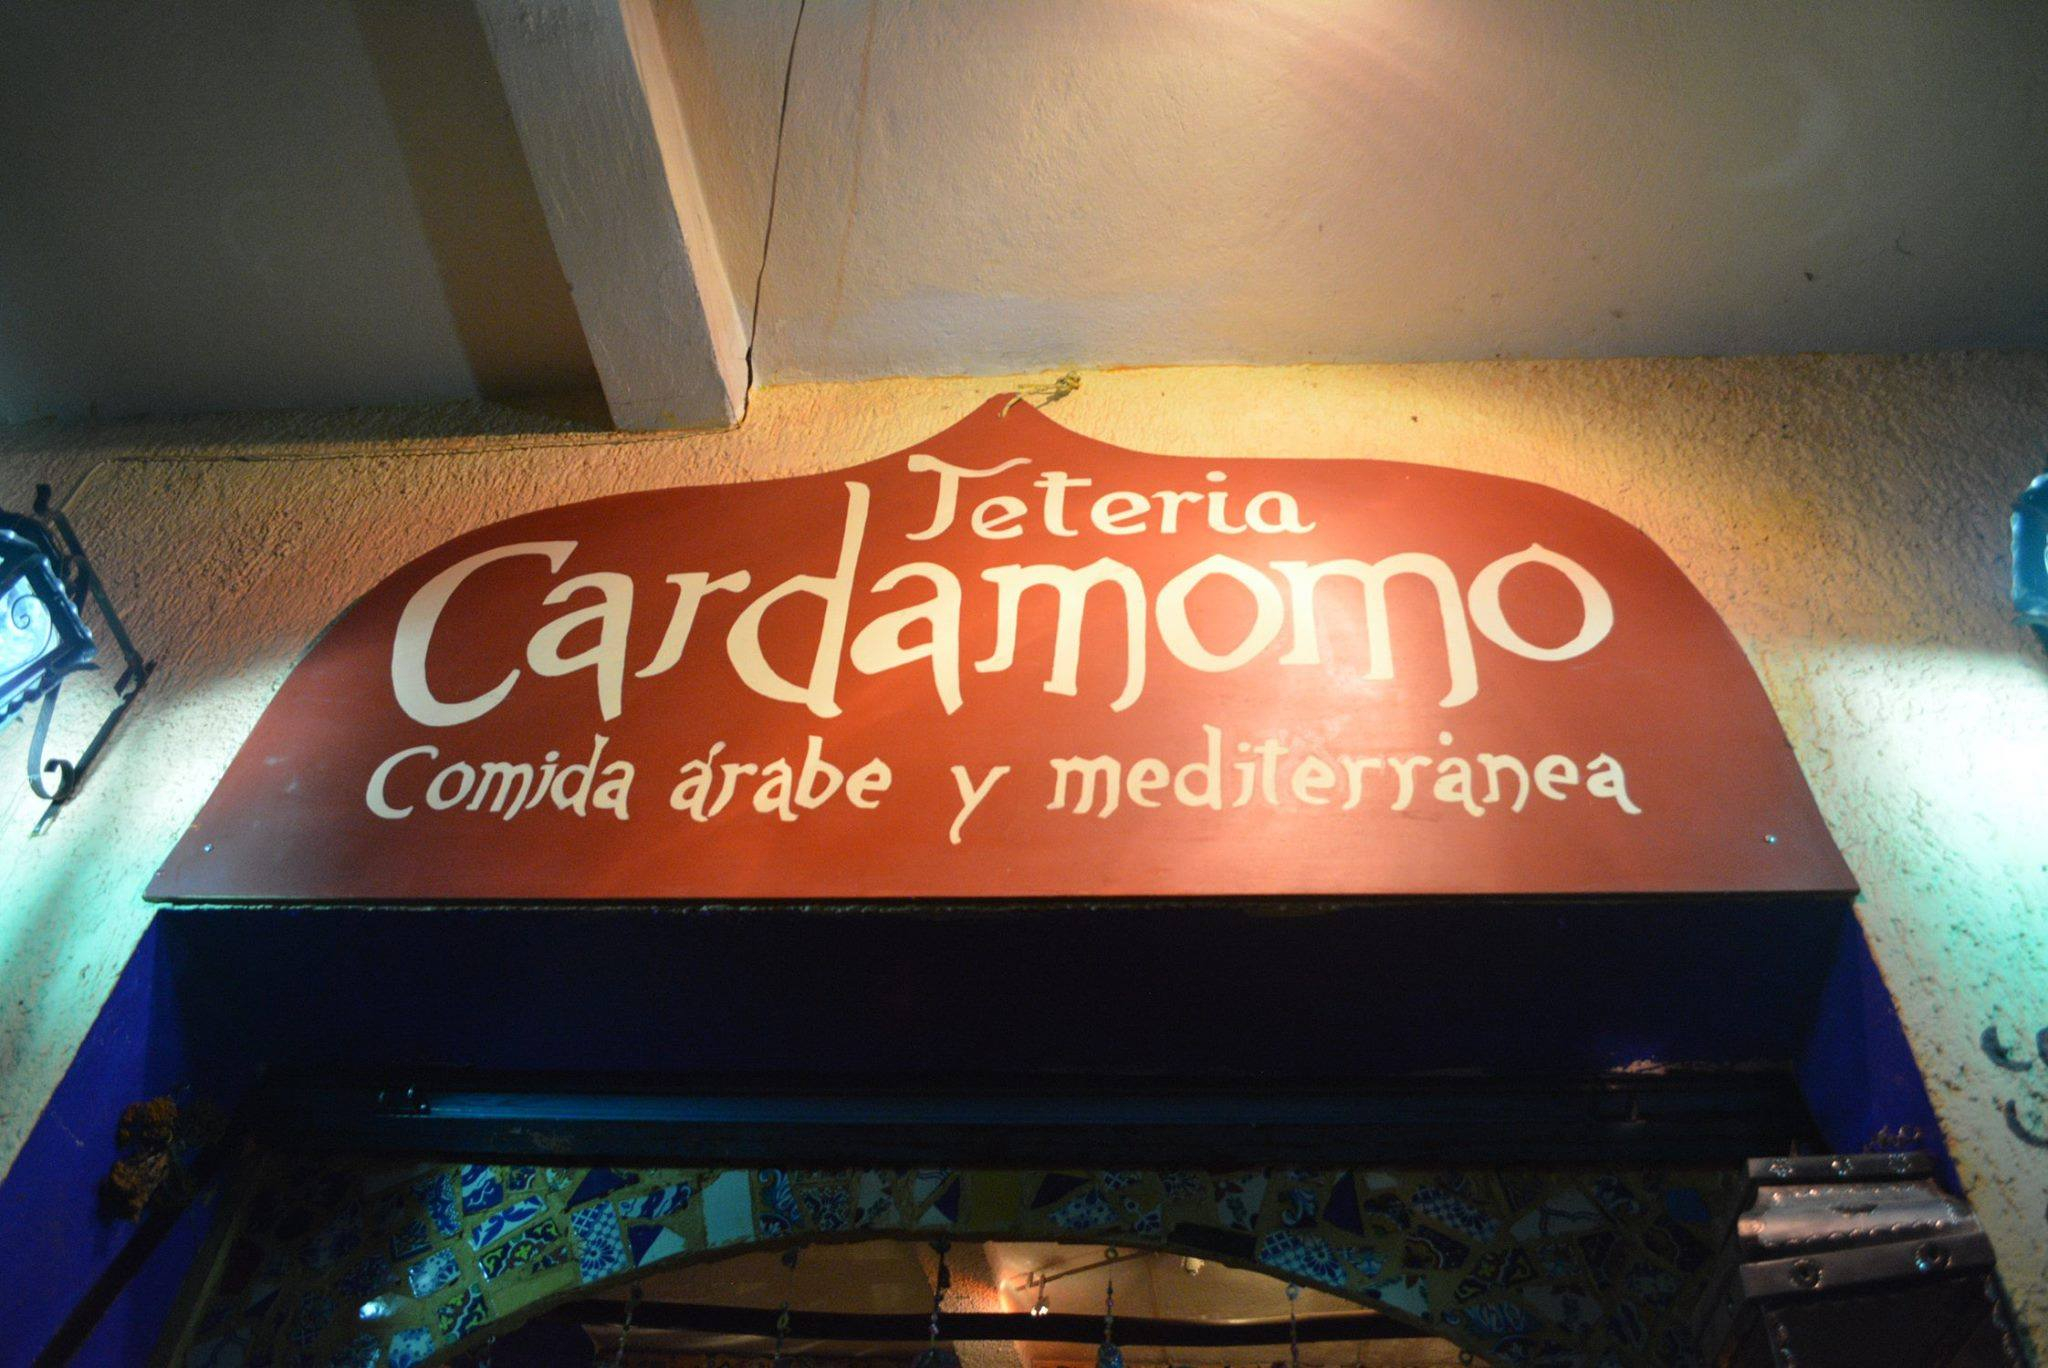 Teteria
Cardamomo
Comida árabe y mediterránea